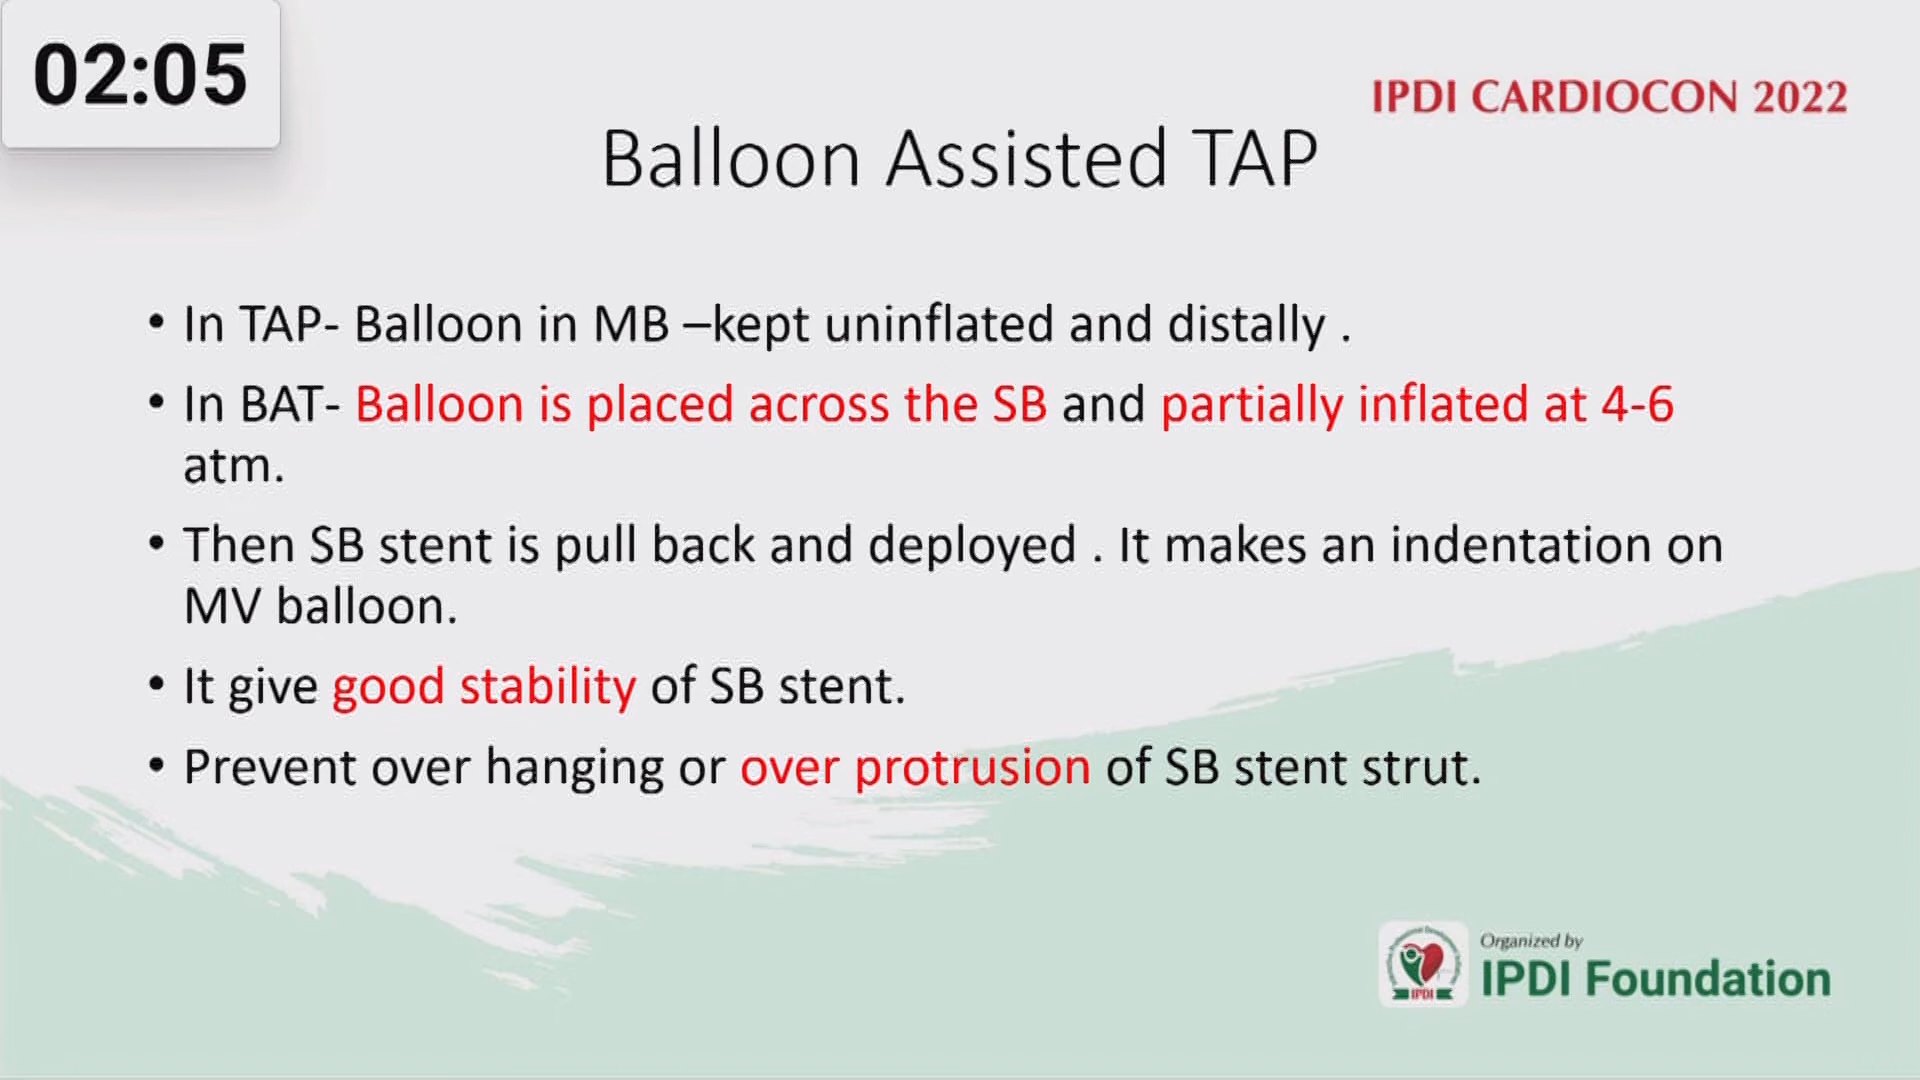 02:05
IPDI CARDIOCON 2022
Balloon Assisted TAP
• In TAP- Balloon in MB –kept uninflated and distally .
• In BAT- Balloon is placed across the SB and partially inflated at 4-6
atm.
• Then SB stent is pull back and deployed . It makes an indentation on
MV balloon.
• It give good stability of SB stent.
• Prevent over hanging or over protrusion of SB stent strut.
Organized by
IPDI Foundation
IPDI